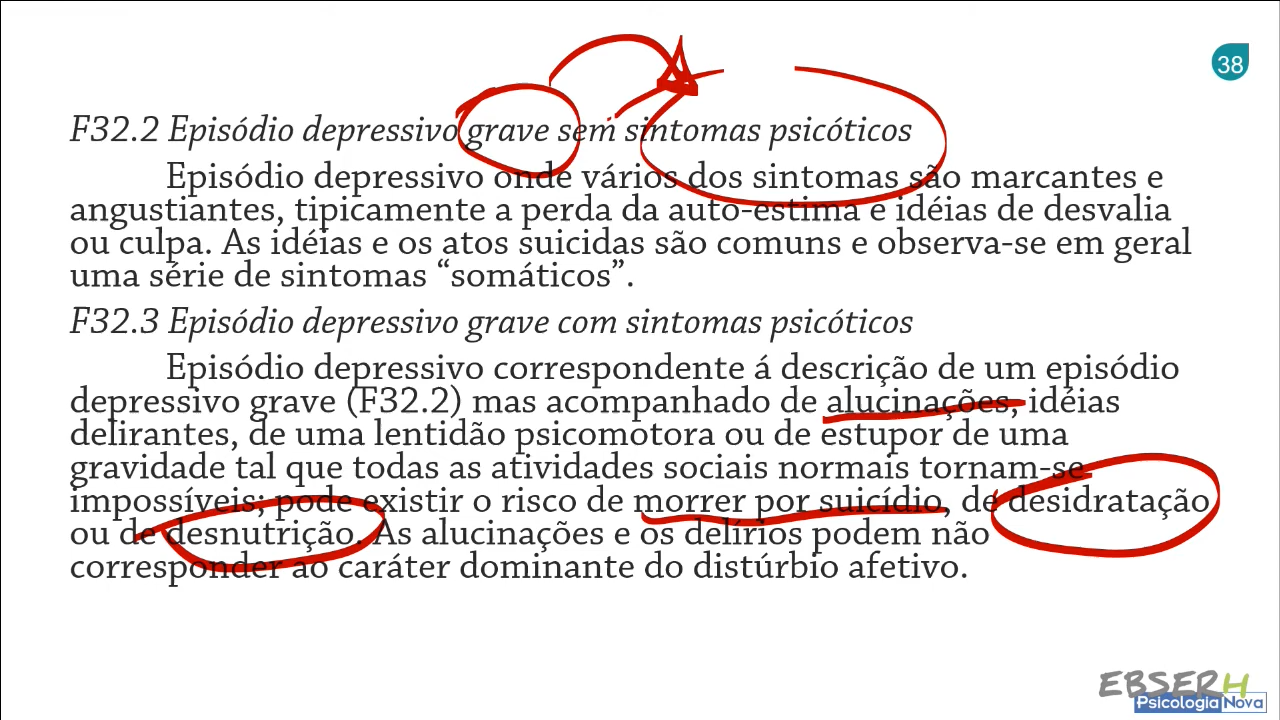 38
F32.2 Episódio depressivo grave sem sintomas psicóticos
Episódio depressivo onde vários dos sintomas são marcantes e
angustiantes, tipicamente a perda da auto-estima e idéias de desvalia
ou culpa. As idéias e os atos suicidas são comuns e observa-se em geral
uma série de sintomas “somáticos”.
F32.3 Episódio depressivo grave com sintomas psicóticos
Episódio depressivo correspondente á descrição de um episódio
depressivo grave (F32.2) mas acompanhado de alucinações, idéias
delirantes, de uma lentidão psicomotora ou de estupor de uma
gravidade tal que todas as atividades sociais normais tornam-se
impossíveis; pode existir o risco de morrer por suicídio, de desidratação
ou de desnutrição. As alucinações e os delírios podem não
corresponder ao caráter dominante do distúrbio afetivo.
EBSERH
Psicologia Nova